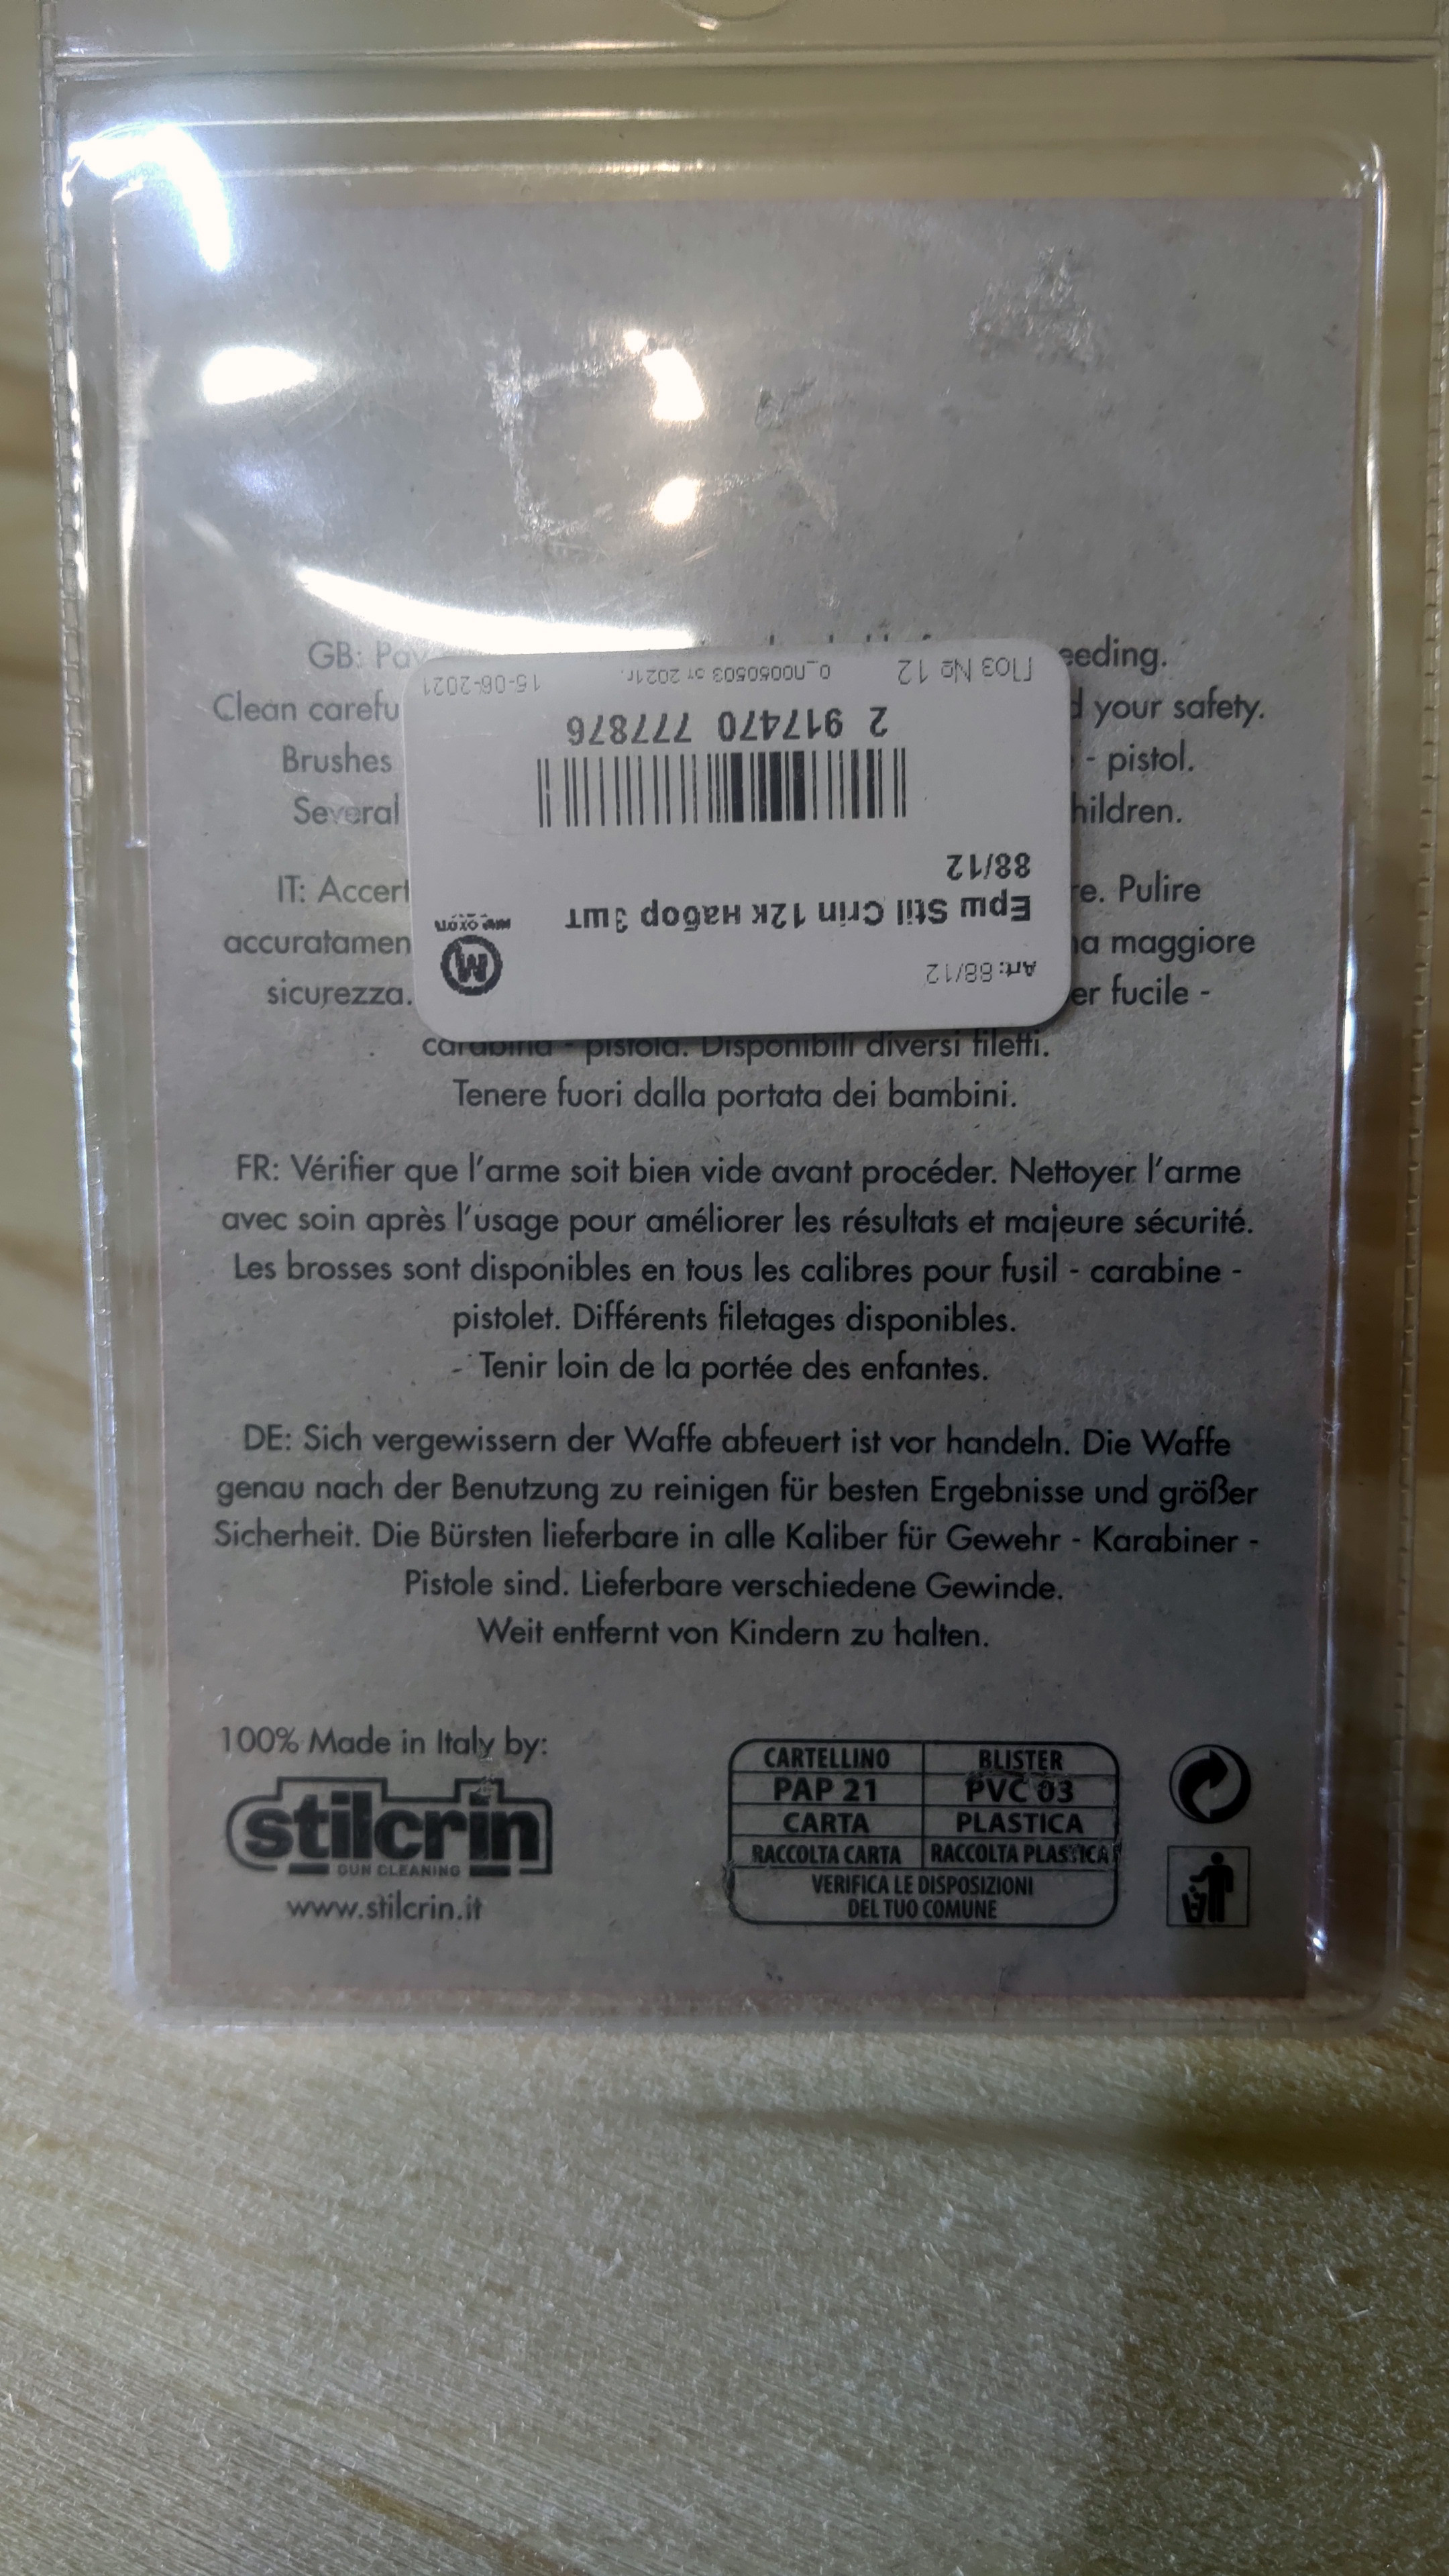 GB: Pay eeding.
Clean carefu d your safety.
Brushes - pistol.
Several hildren.
IT: Accert re. Pulire
accuratamen na maggiore
sicurezza. er fucile -
carabina - pistola. Disponibili diversi filetti.
Tenere fuori dalla portata dei bambini.
FR: Vérifier que l'arme soit bien vide avant procéder. Nettoyer l'arme
avec soin après l'usage pour améliorer les résultats et majeure sécurité.
Les brosses sont disponibles en tous les calibres pour fusil - carabine -
pistolet. Différents filetages disponibles.
- Tenir loin de la portée des enfantes.
DE: Sich vergewissern der Waffe abfeuert ist vor handeln. Die Waffe
genau nach der Benutzung zu reinigen für besten Ergebnisse und größer
Sicherheit. Die Bürsten lieferbare in alle Kaliber für Gewehr - Karabiner -
Pistole sind. Lieferbare verschiedene Gewinde.
Weit entfernt von Kindern zu halten.
100% Made in Italy by:
stilcrin
GUN CLEANING
www.stilcrin.it
CARTELLINO BLISTER
PAP 21 PVC 03
CARTA PLASTICA
RACCOLTA CARTA RACCOLTA PLASTICA
VERIFICA LE DISPOSIZIONI
DEL TUO COMUNE
Art: 88/12
Ерш Stil Crin 12к набор 3шт
88/12
2 917470 777876
Поз № 12 0_п0050503 от 2021г. 15-06-2021